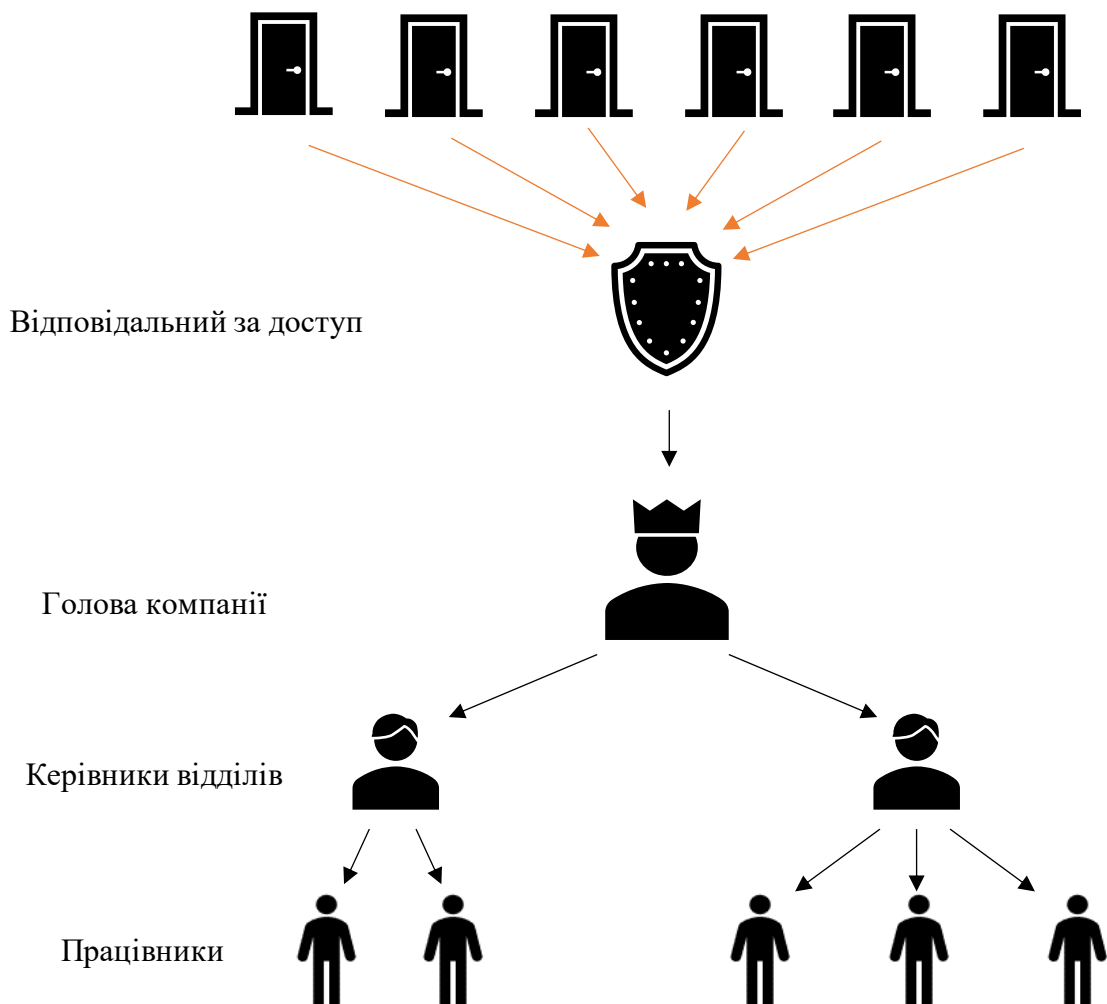 Відповідальний за доступ
Голова компанії
Керівники відділів
Працівники